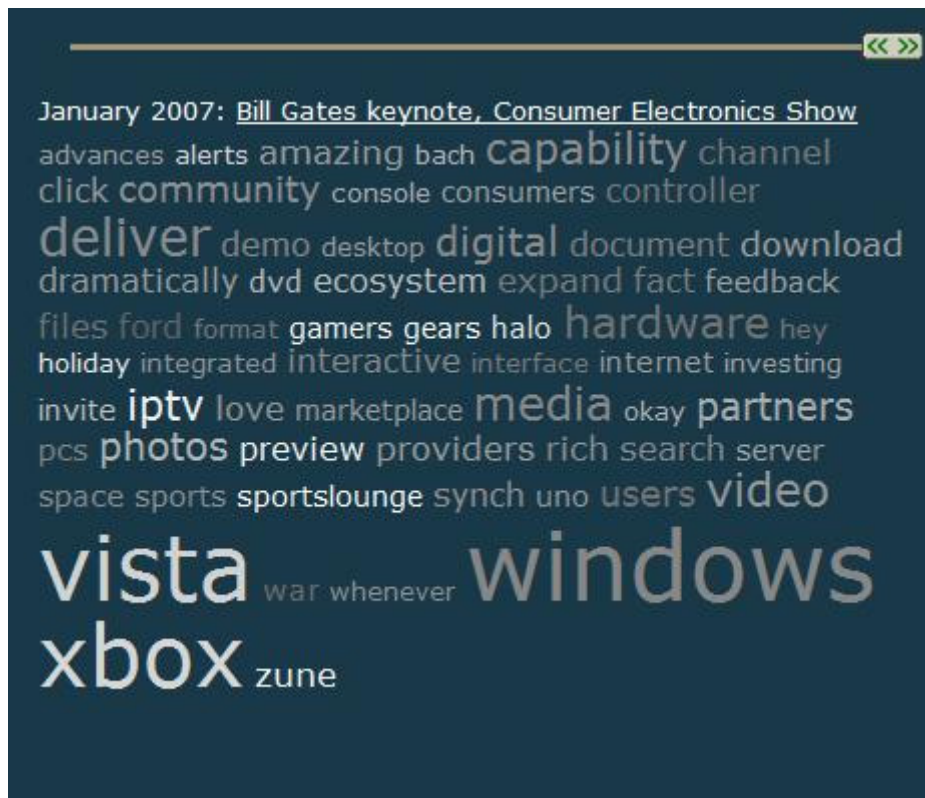 « »
January 2007: Bill Gates keynote, Consumer Electronics Show
advances alerts amazing bach capability channel
click community console consumers controller
deliver demo desktop digital document download
dramatically dvd ecosystem expand fact feedback
files ford format gamers gears halo hardware hey
holiday integrated interactive interface internet investing
invite iptv love marketplace media okay partners
pcs photos preview providers rich search server
space sports sportslounge synch uno users video
vista war whenever windows
xbox zune